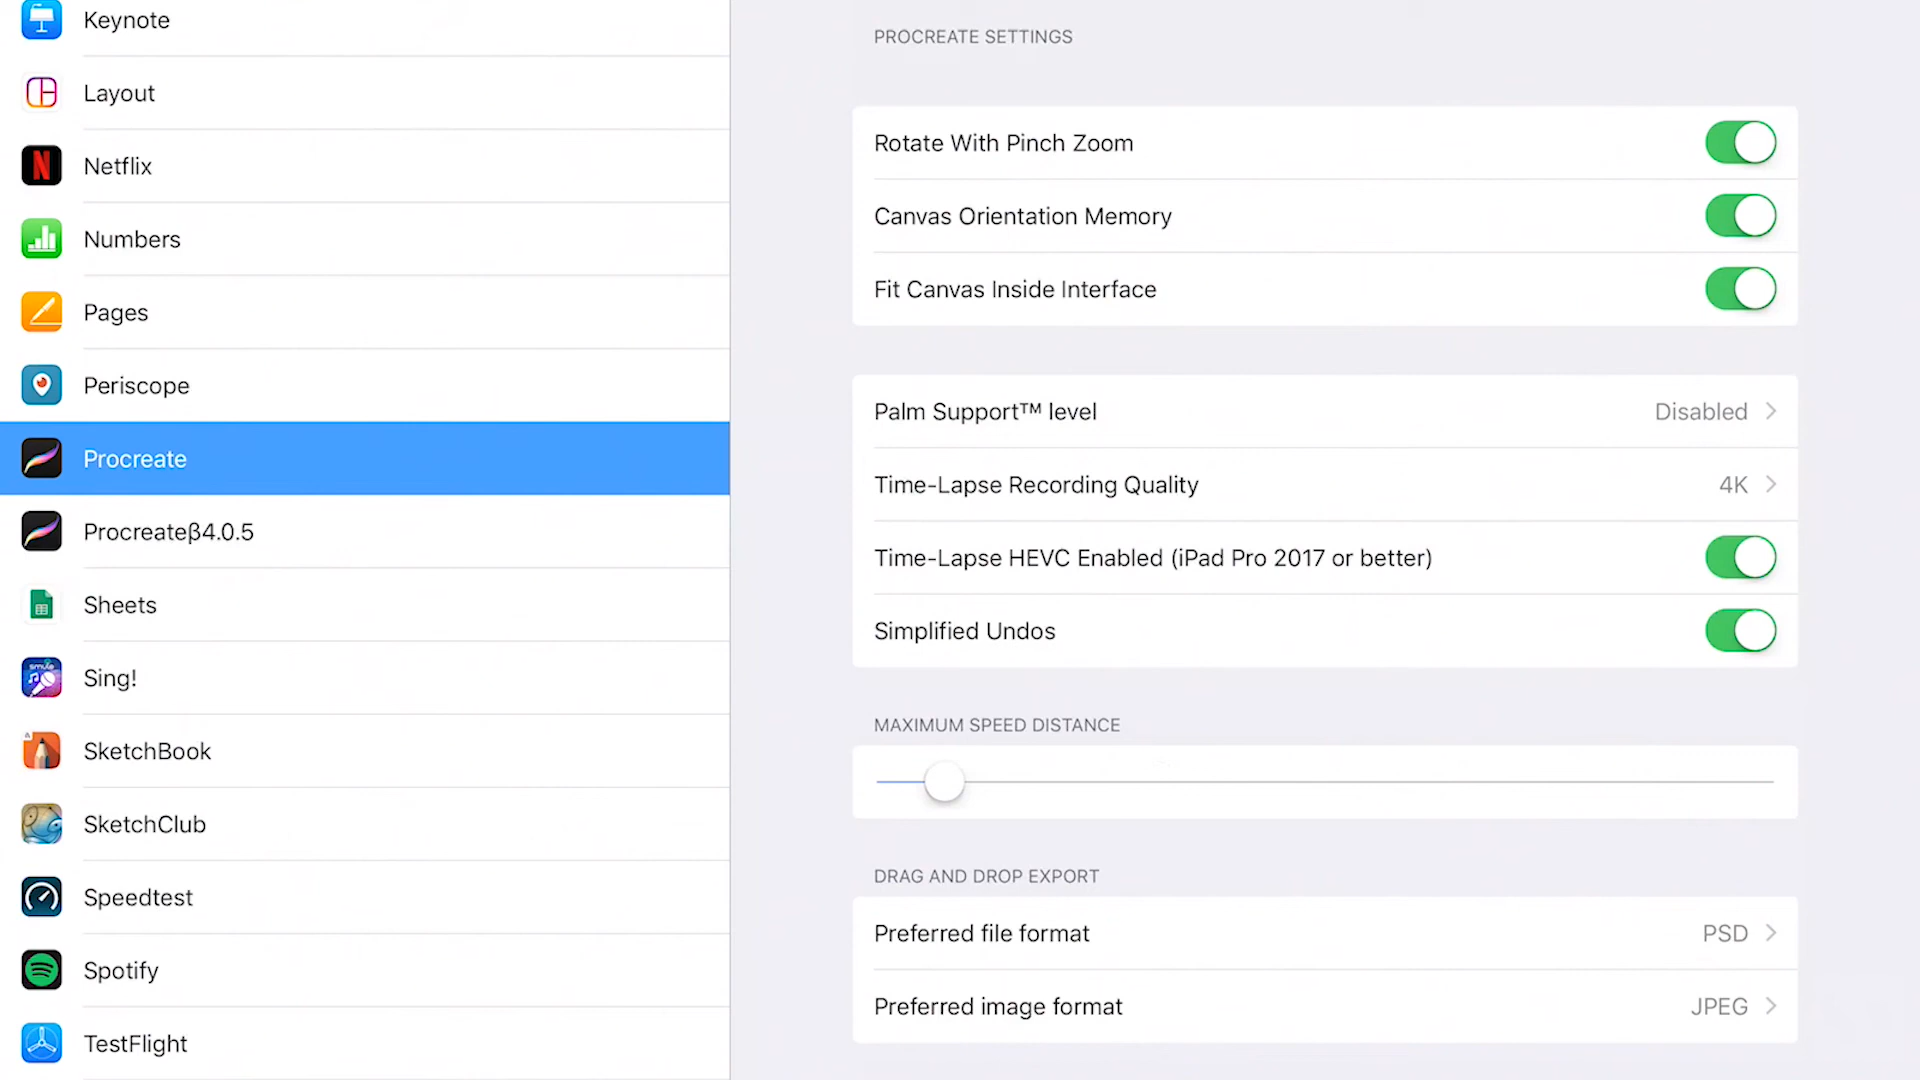 Keynote
Layout
Netflix
Numbers
Pages
Periscope
Procreate
Procreateβ4.0.5
Sheets
smule
Sing!
SketchBook
SketchClub
Speedtest
Spotify
TestFlight
PROCREATE SETTINGS
Rotate With Pinch Zoom
Canvas Orientation Memory
Fit Canvas Inside Interface
Palm Support™ level Disabled
Time-Lapse Recording Quality 4K
Time-Lapse HEVC Enabled (iPad Pro 2017 or better)
Simplified Undos
MAXIMUM SPEED DISTANCE
DRAG AND DROP EXPORT
Preferred file format PSD
Preferred image format JPEG